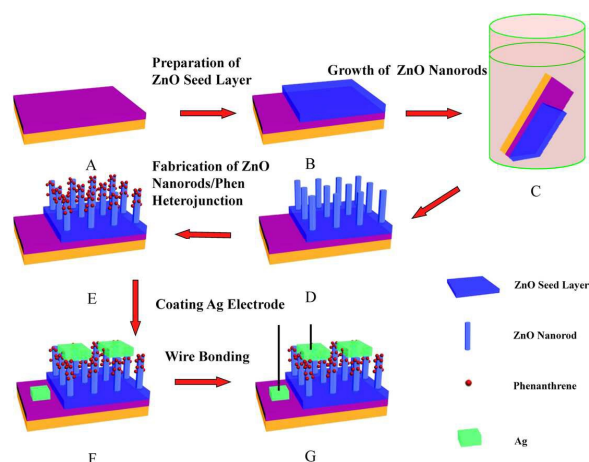 Preparation of
ZnO Seed Layer
Growth of ZnO Nanorods
A
B
C
Fabrication of ZnO
Nanorods/Phen
Heterojunction
E
D
Coating Ag Electrode
Wire Bonding
F
G
ZnO Seed Layer
ZnO Nanorod
Phenanthrene
Ag